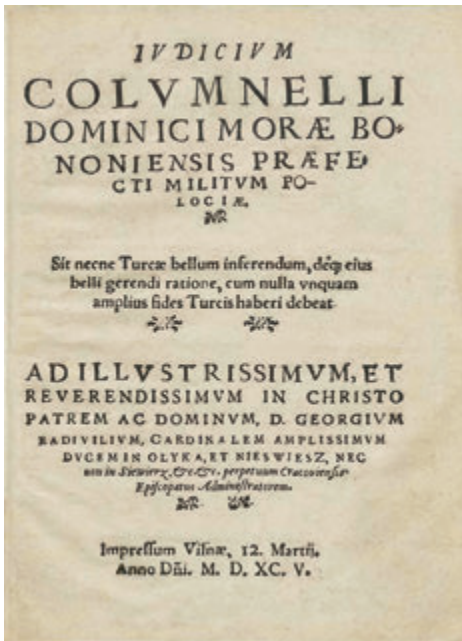 IVDICIVM
COLVMNELLI
DOMINICI MORÆ BO-
NONIENSIS PRÆFE-
CTI MILITVM PO-
LOCIÆ.
Sit necne Turcæ bellum inferendum, déq; eius
belli gerendi ratione, cum nulla vnquam
amplius fides Turcis haberi debeat
AD ILLVSTRISSIMVM, ET
REVERENDISSIMVM IN CHRISTO
PATREM AC DOMINVM, D. GEORGIVM
RADIVILIVM, CARDINALEM AMPLISSIMVM
DVCEM IN OLYKA, ET NIESWIESZ, NEC
non in Siewierz, &c. &c. perpetuum Cracouiensis
Episcopatus Administratorem.
Impressum Vilnæ, 12. Martij.
Anno Dñi. M. D. XC. V.